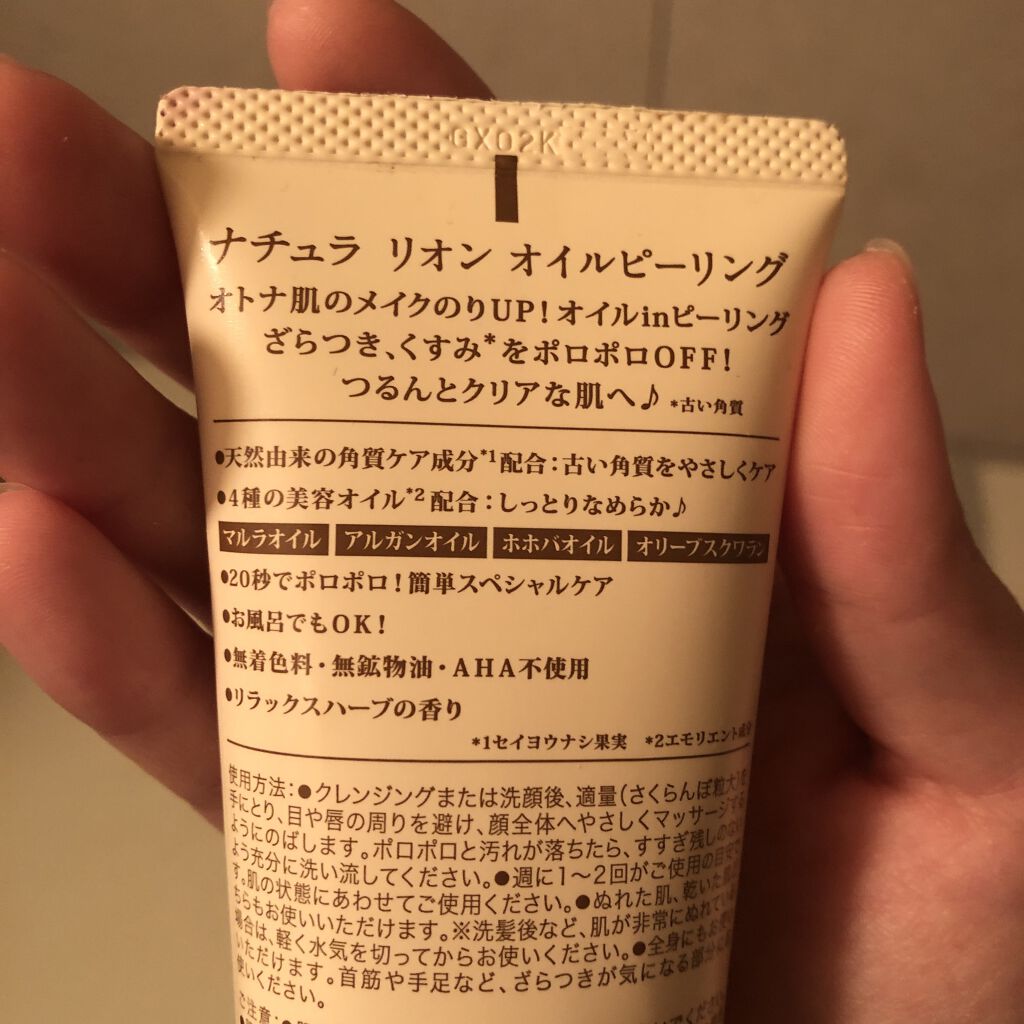 GX02K
ナチュラ リオン オイルピーリング
オトナ肌のメイクのりUP!オイルinピーリング
ざらつき、くすみ*をポロポロOFF!
つるんとクリアな肌へ♪ *古い角質
●天然由来の角質ケア成分*1配合:古い角質をやさしくケア
●4種の美容オイル*2配合:しっとりなめらか♪
マルラオイル アルガンオイル ホホバオイル オリーブスクワラン
●20秒でポロポロ!簡単スペシャルケア
●お風呂でもOK!
●無着色料・無鉱物油・AHA不使用
●リラックスハーブの香り
*1セイヨウナシ果実 *2エモリエント成分
使用方法:●クレンジングまたは洗顔後、適量(さくらんぼ粒大)を
手にとり、目や唇の周りを避け、顔全体へやさしくマッサージする
ようにのばします。ポロポロと汚れが落ちたら、すすぎ残しのない
よう充分に洗い流してください。●週に1〜2回がご使用の目安で
す。肌の状態にあわせてご使用ください。●ぬれた肌、乾いた肌
ちらもお使いいただけます。※洗髪後など、肌が非常にぬれている
場合は、軽く水気を切ってからお使いください。●全身にもお使い
いただけます。首筋や手足など、ざらつきが気になる部分に
使いください。
ご注意:●